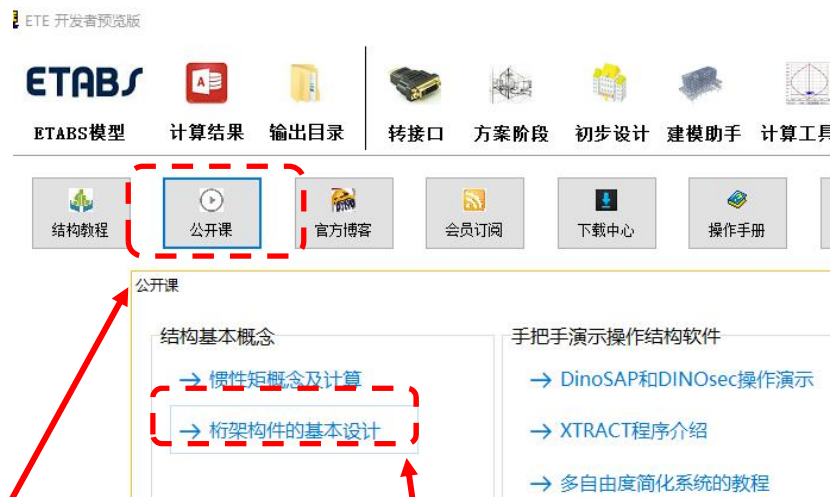 ETE 开发者预览版
ETABS
ETABS模型 计算结果 输出目录 转接口 方案阶段 初步设计 建模助手 计算工具
结构教程 公开课 官方博客 会员订阅 下载中心 操作手册
公开课
结构基本概念 手把手演示操作结构软件
→ 惯性矩概念及计算 → DinoSAP和DINOsec操作演示
→ 桁架构件的基本设计 → XTRACT程序介绍
→ 多自由度简化系统的教程